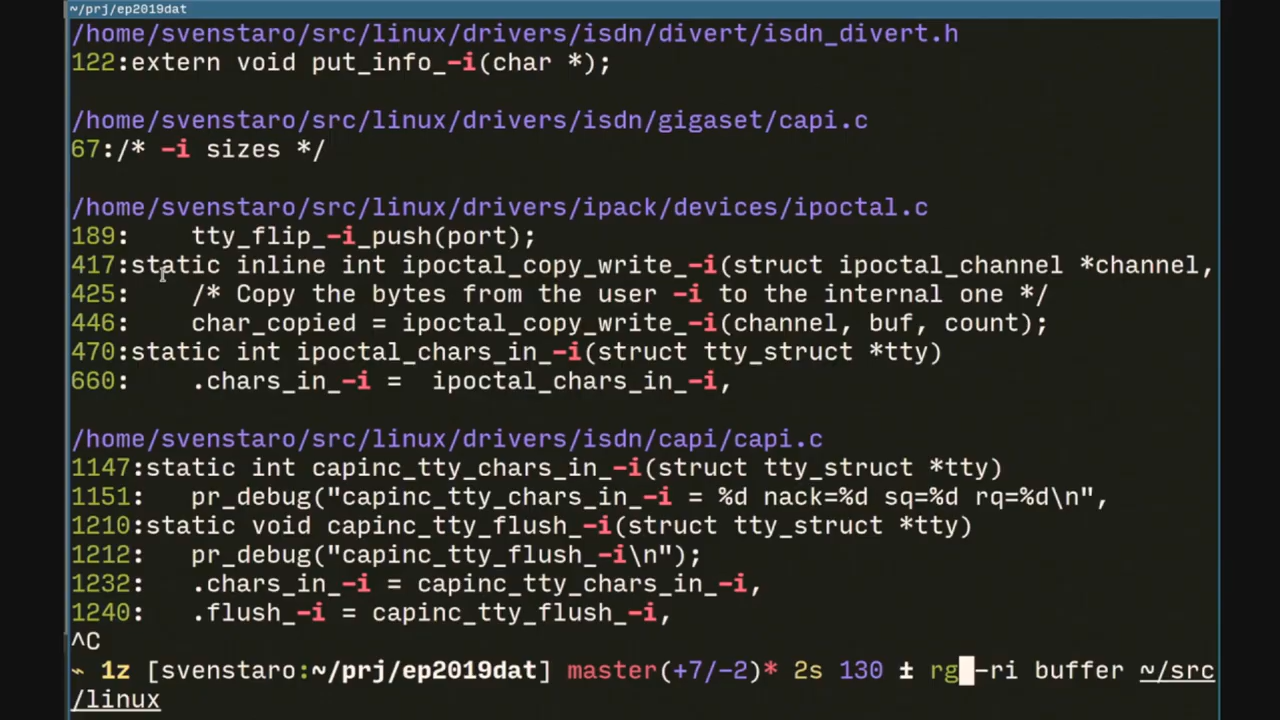 ~/prj/ep2019dat
/home/svenstaro/src/linux/drivers/isdn/divert/isdn_divert.h
122:extern void put_info_-i(char *);
/home/svenstaro/src/linux/drivers/isdn/gigaset/capi.c
67:/* -i sizes */
/home/svenstaro/src/linux/drivers/ipack/devices/ipoctal.c
189:    tty_flip_-i_push(port);
417:static inline int ipoctal_copy_write_-i(struct ipoctal_channel *channel,
425:    /* Copy the bytes from the user -i to the internal one */
446:    char_copied = ipoctal_copy_write_-i(channel, buf, count);
470:static int ipoctal_chars_in_-i(struct tty_struct *tty)
660:    .chars_in_-i =  ipoctal_chars_in_-i,
/home/svenstaro/src/linux/drivers/isdn/capi/capi.c
1147:static int capinc_tty_chars_in_-i(struct tty_struct *tty)
1151:   pr_debug("capinc_tty_chars_in_-i = %d nack=%d sq=%d rq=%d\n",
1210:static void capinc_tty_flush_-i(struct tty_struct *tty)
1212:   pr_debug("capinc_tty_flush_-i\n");
1232:   .chars_in_-i = capinc_tty_chars_in_-i,
1240:   .flush_-i = capinc_tty_flush_-i,
^C
~ 1z [svenstaro:~/prj/ep2019dat] master(+7/-2)* 2s 130 ± rg -ri buffer ~/src
/linux